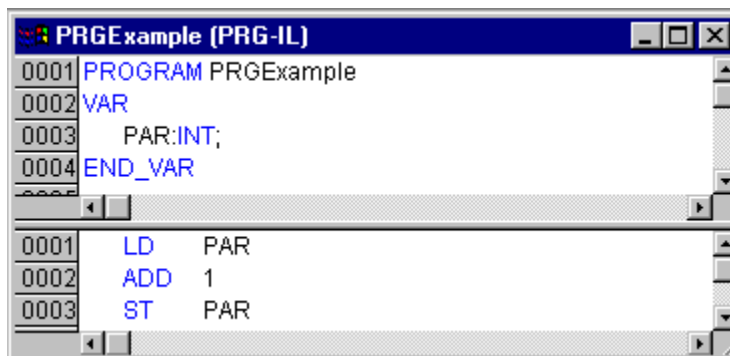 PRGExample (PRG-IL)
0001 PROGRAM PRGExample
0002 VAR
0003 PAR:INT;
0004 END_VAR
0001 LD PAR
0002 ADD 1
0003 ST PAR